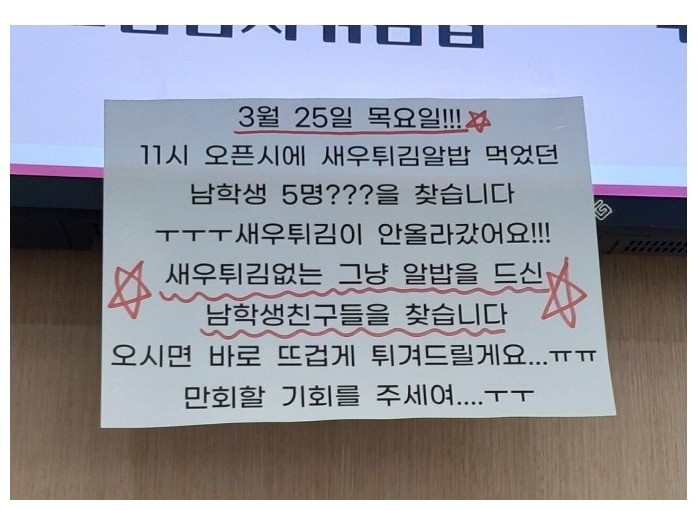 3월 25일 목요일!!!
11시 오픈시에 새우튀김알밥 먹었던
남학생 5명???을 찾습니다
ㅜㅜㅜ새우튀김이 안올라갔어요!!!
새우튀김없는 그냥 알밥을 드신
남학생친구들을 찾습니다
오시면 바로 뜨겁게 튀겨드릴게요...ㅠㅠ
만회할 기회를 주세여....ㅜㅜ